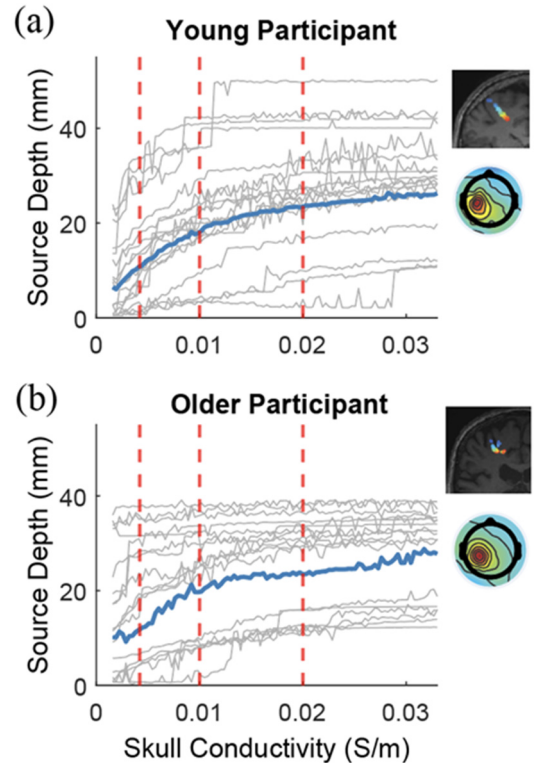 (a)
Young Participant
Source Depth (mm)
40
20
0
0 0.01 0.02 0.03
(b)
Older Participant
Source Depth (mm)
40
20
0
0 0.01 0.02 0.03
Skull Conductivity (S/m)